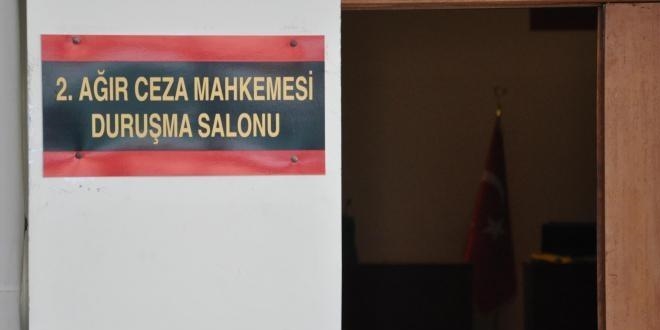 2. AĞIR CEZA MAHKEMESİ
DURUŞMA SALONU